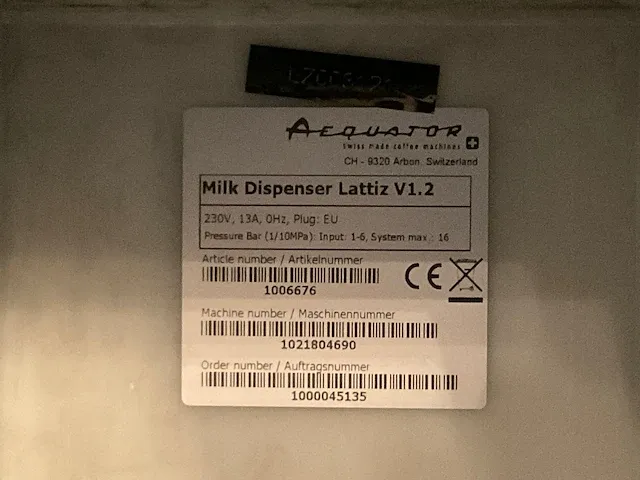 AEQUATOR
Swiss made coffee machines
CH - 9320 Arbon, Switzerland
Milk Dispenser Lattiz V1.2
230V, 13A, 0Hz, Plug: EU
Pressure Bar (1/10MPa): Input: 1-6, System max.: 16
Article number / Artikelnummer
1006676
CE
Machine number / Maschinennummer
1021804690
Order number / Auftragsnummer
1000045135